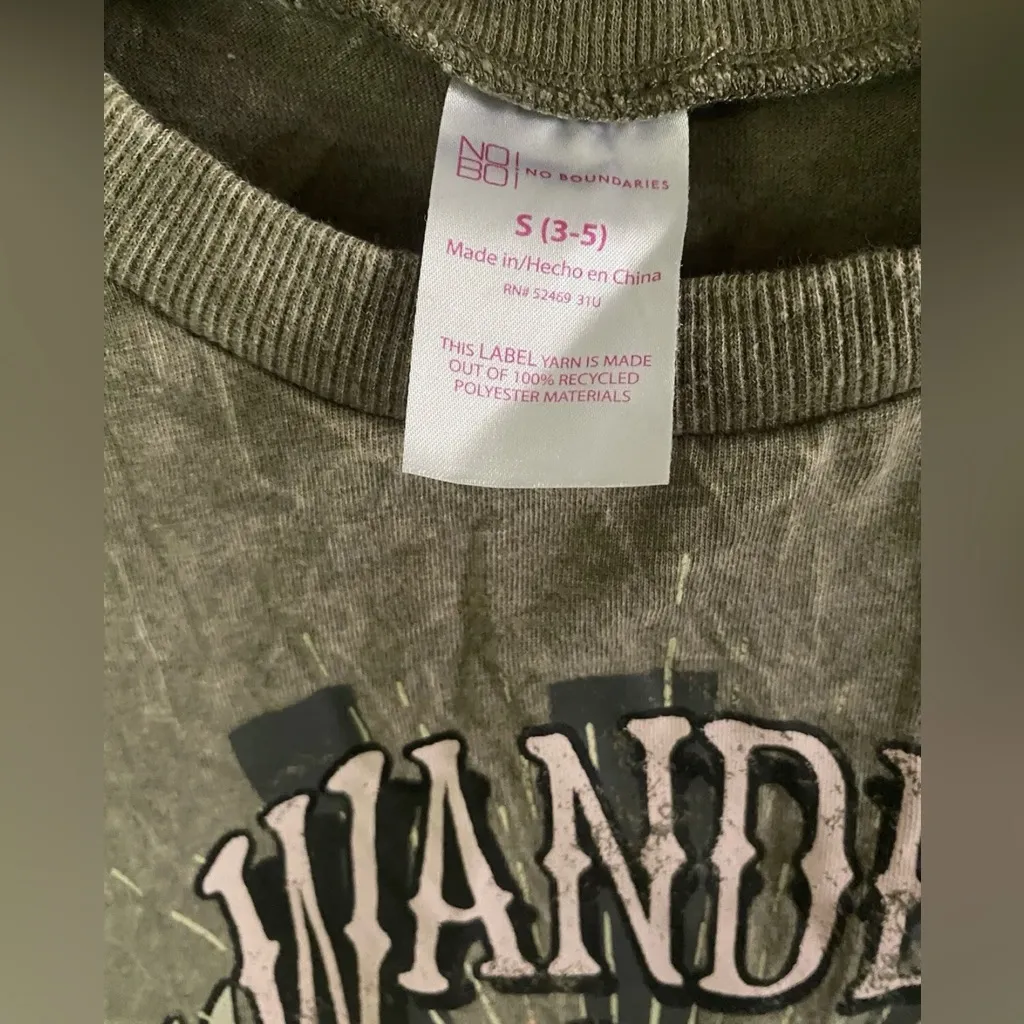 NO
BO
NO BOUNDARIES
S (3-5)
Made in/Hecho en China
RN# 52469 31U
THIS LABEL YARN IS MADE
OUT OF 100% RECYCLED
POLYESTER MATERIALS
WANDE